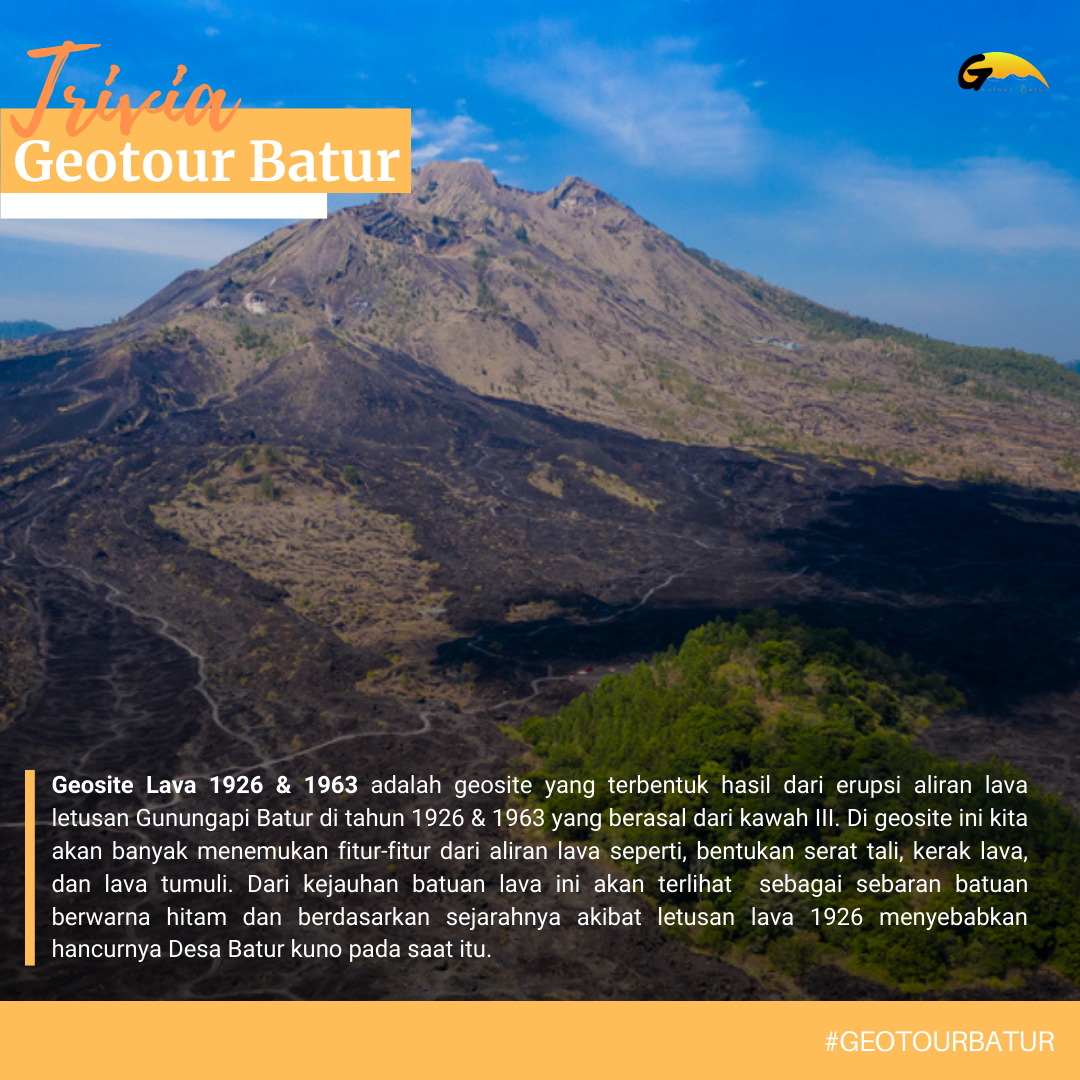 Trivia
Geotour Batur
G
Geosite Lava 1926 & 1963 adalah geosite yang terbentuk hasil dari erupsi aliran lava
letusan Gunungapi Batur di tahun 1926 & 1963 yang berasal dari kawah III. Di geosite ini kita
akan banyak menemukan fitur-fitur dari aliran lava seperti, bentukan serat tali, kerak lava,
dan lava tumuli. Dari kejauhan batuan lava ini akan terlihat  sebagai sebaran batuan
berwarna hitam dan berdasarkan sejarahnya akibat letusan lava 1926 menyebabkan
hancurnya Desa Batur kuno pada saat itu.
#GEOTOURBATUR